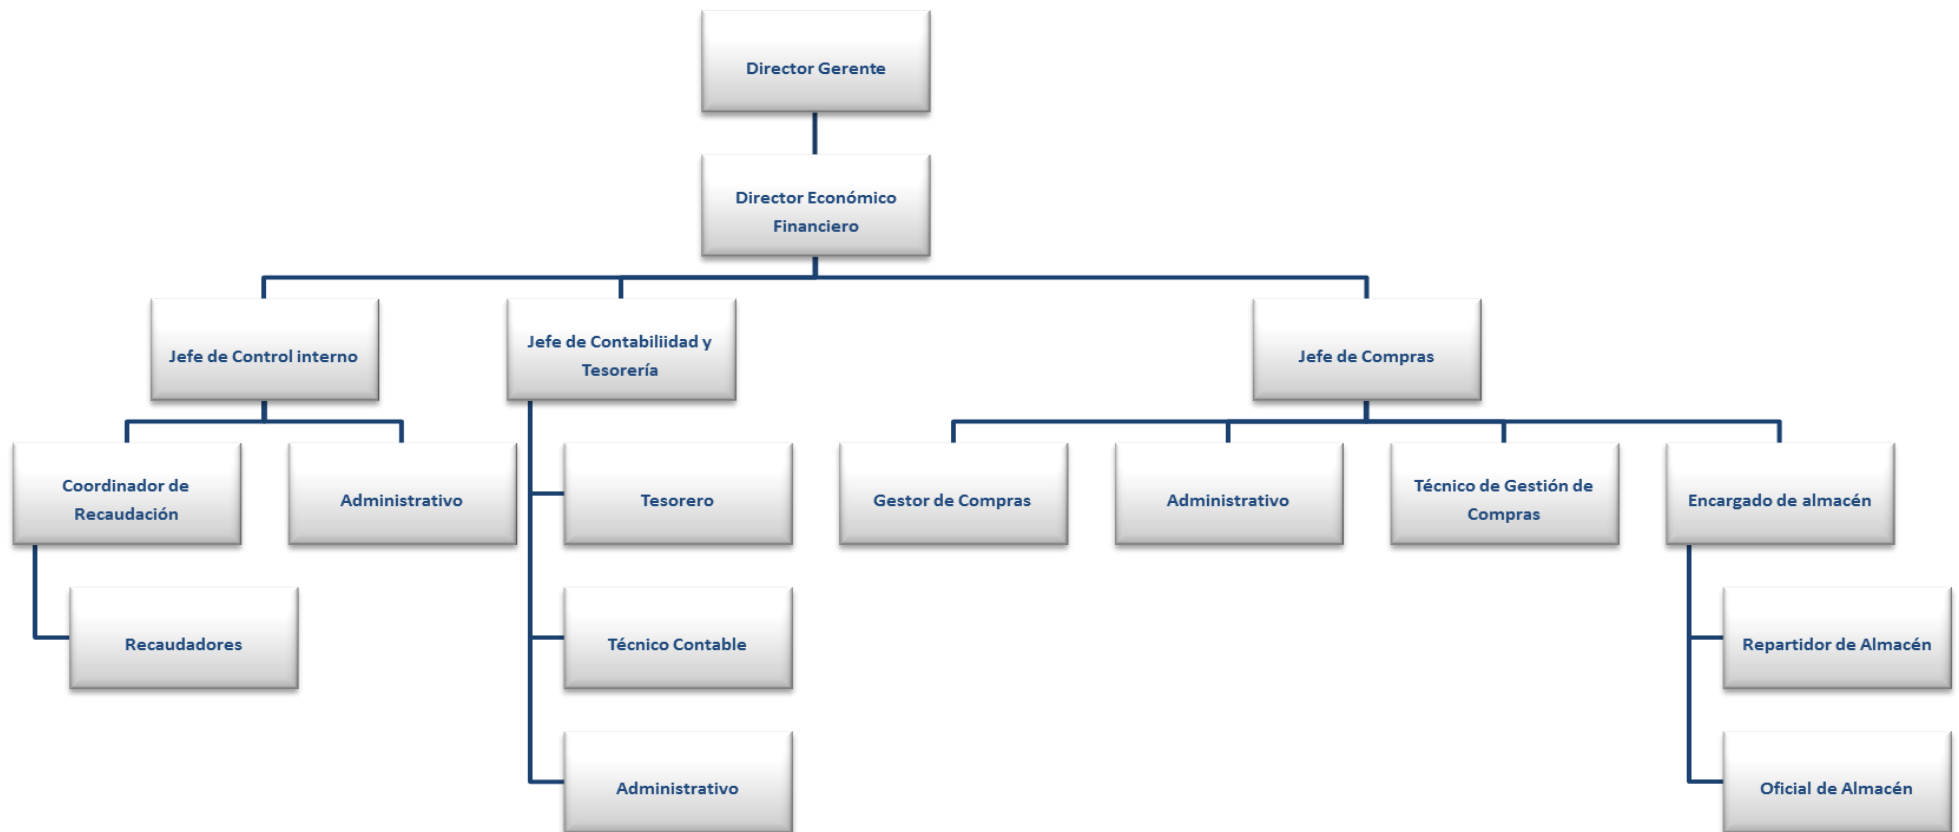 Director Gerente
Director Económico
Financiero
Jefe de Control interno
Jefe de Contabiliidad y
Tesorería
Jefe de Compras
Coordinador de
Recaudación
Administrativo
Tesorero
Gestor de Compras
Administrativo
Técnico de Gestión de
Compras
Encargado de almacén
Recaudadores
Técnico Contable
Repartidor de Almacén
Administrativo
Oficial de Almacén